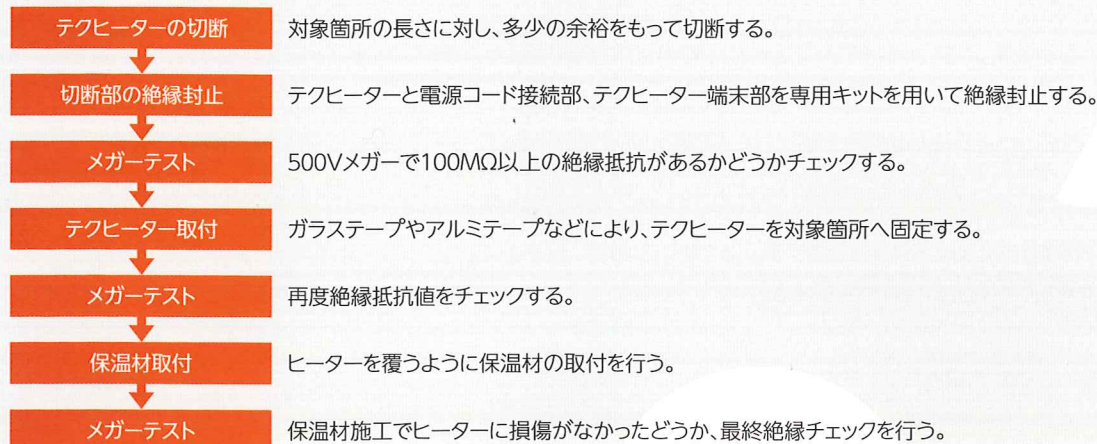 テクヒーターの切断
対象箇所の長さに対し、多少の余裕をもって切断する。
切断部の絶縁封止
テクヒーターと電源コード接続部、テクヒーター端末部を専用キットを用いて絶縁封止する。
メガーテスト
500Vメガーで100MΩ以上の絶縁抵抗があるかどうかチェックする。
テクヒーター取付
ガラステープやアルミテープなどにより、テクヒーターを対象箇所へ固定する。
メガーテスト
再度絶縁抵抗値をチェックする。
保温材取付
ヒーターを覆うように保温材の取付を行う。
メガーテスト
保温材施工でヒーターに損傷がなかったどうか、最終絶縁チェックを行う。